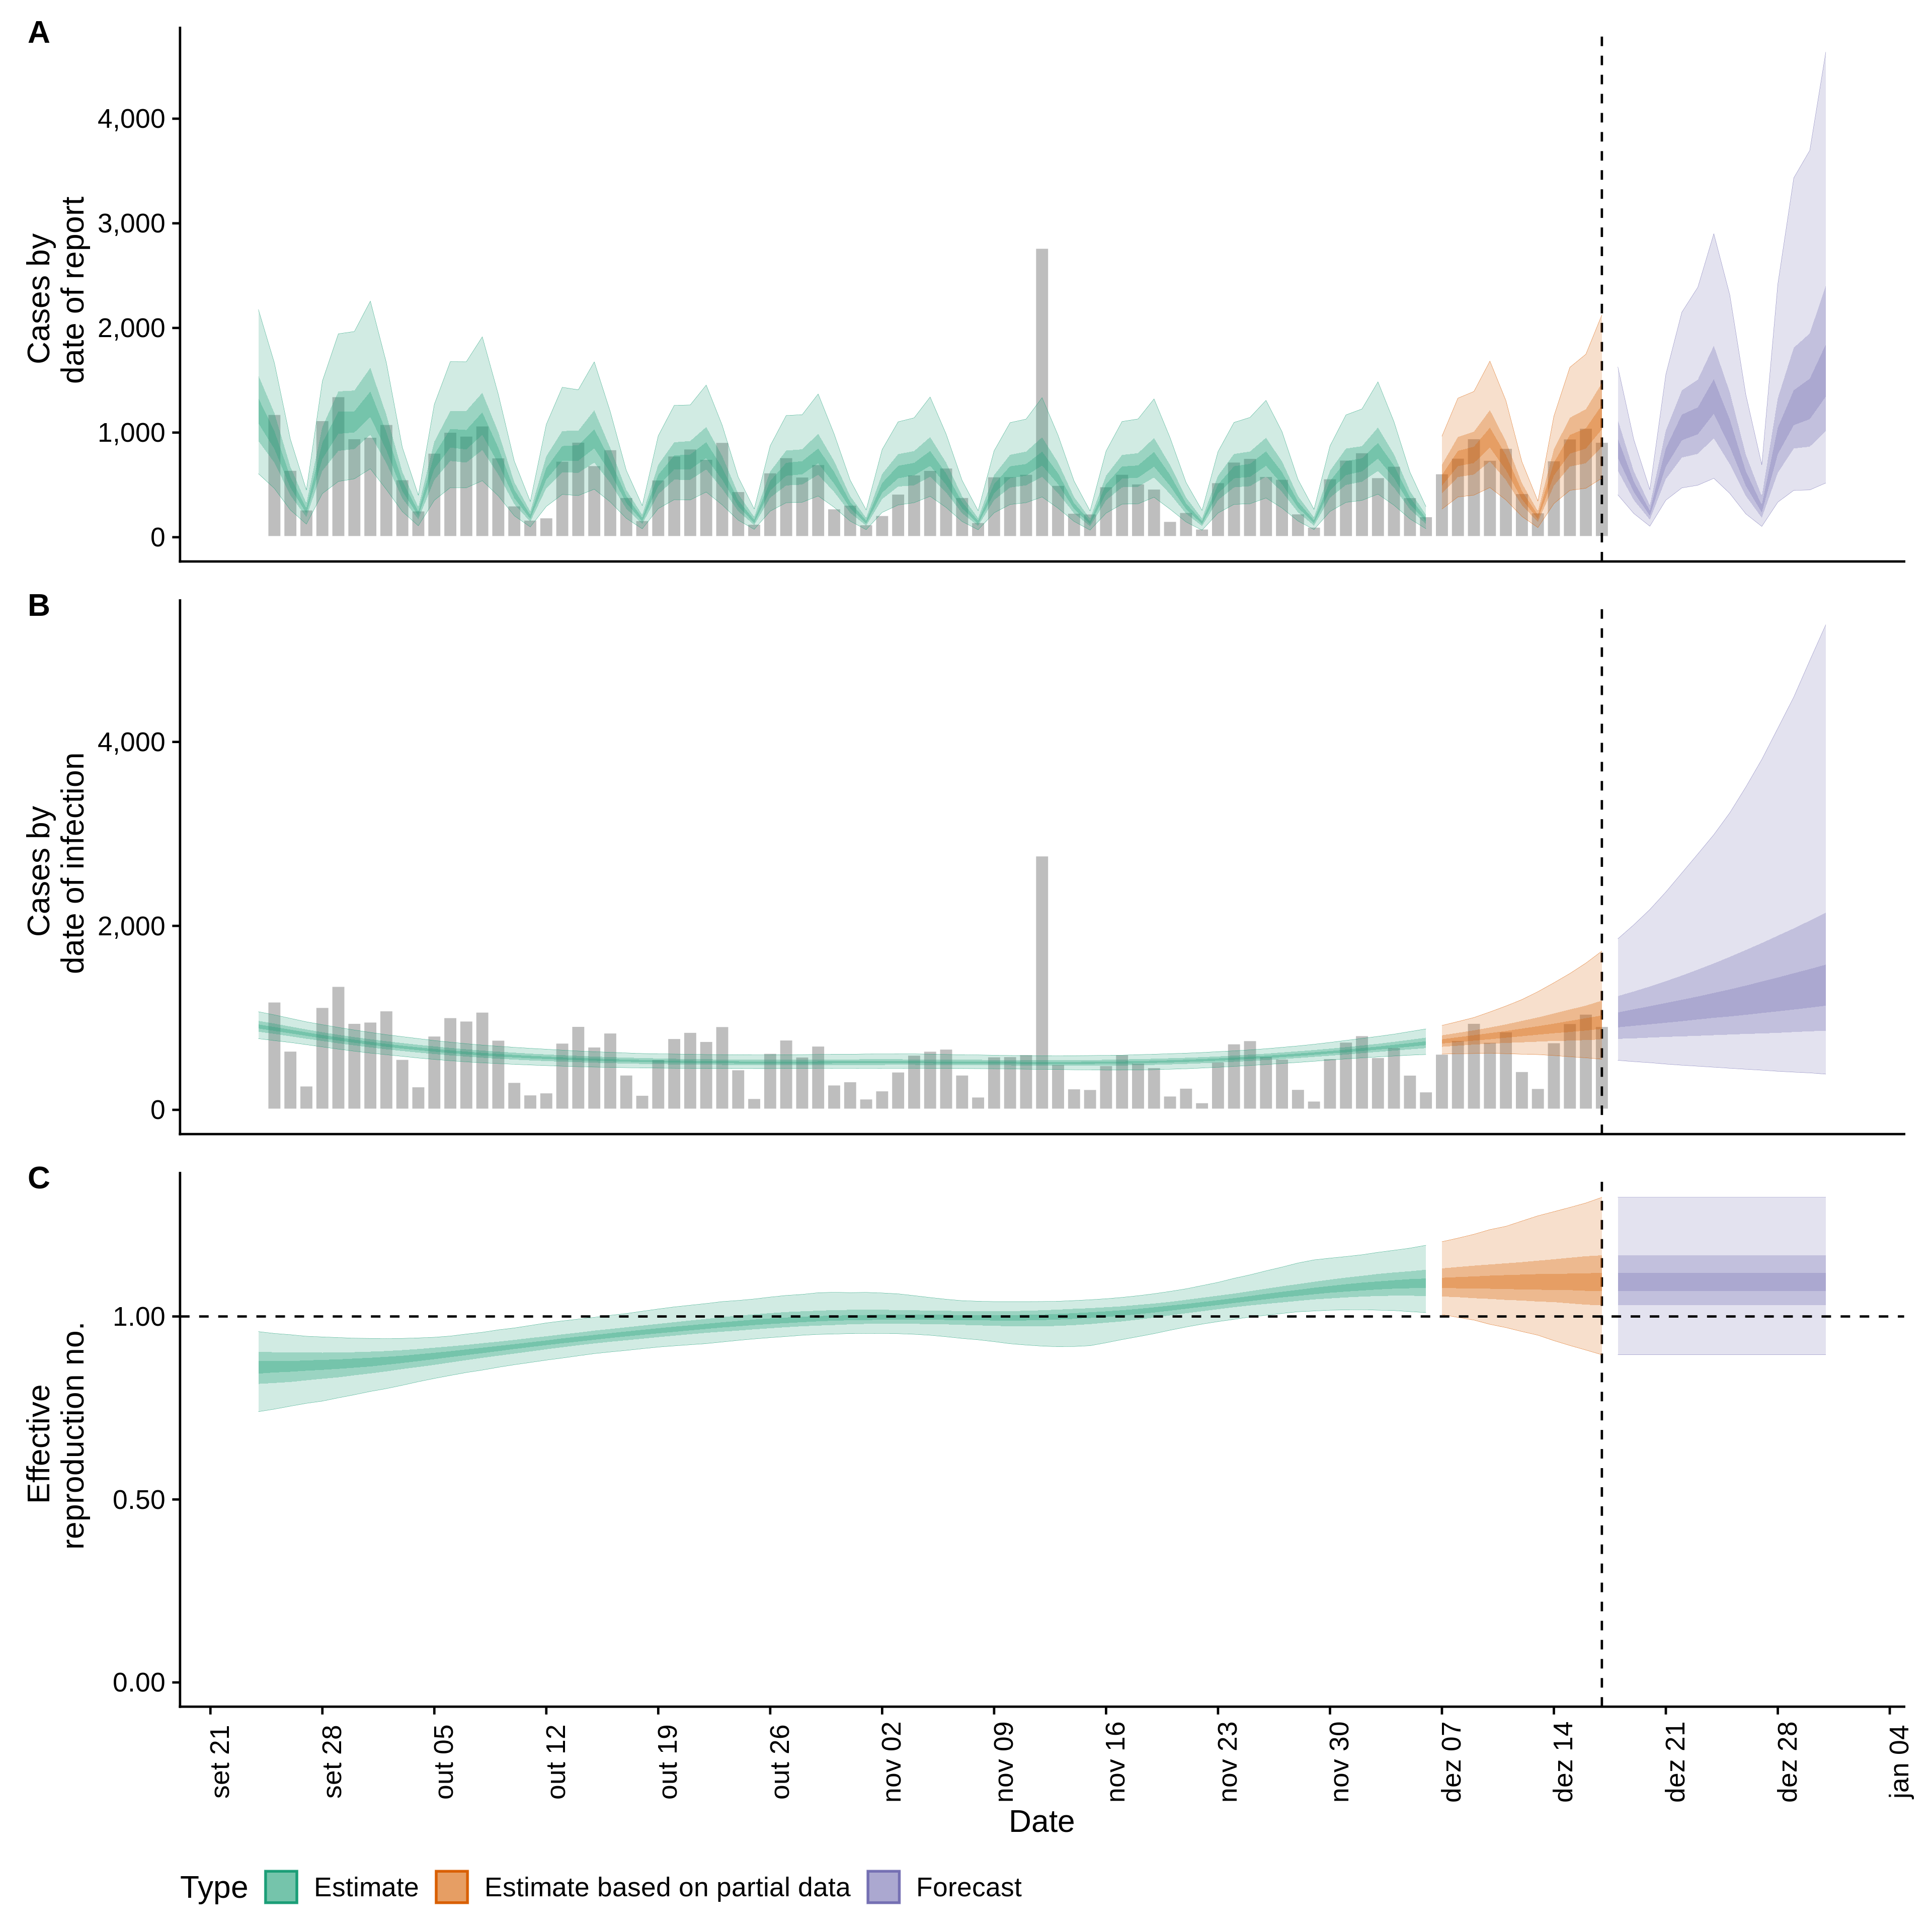 A
Cases by
date of report
4,000
3,000
2,000
1,000
0
B
Cases by
date of infection
4,000
2,000
0
C
Effective
reproduction no.
1.00
0.50
0.00
set 21
set 28
out 05
out 12
out 19
out 26
nov 02
nov 09
nov 16
nov 23
nov 30
dez 07
dez 14
dez 21
dez 28
jan 04
Date
Type Estimate Estimate based on partial data Forecast